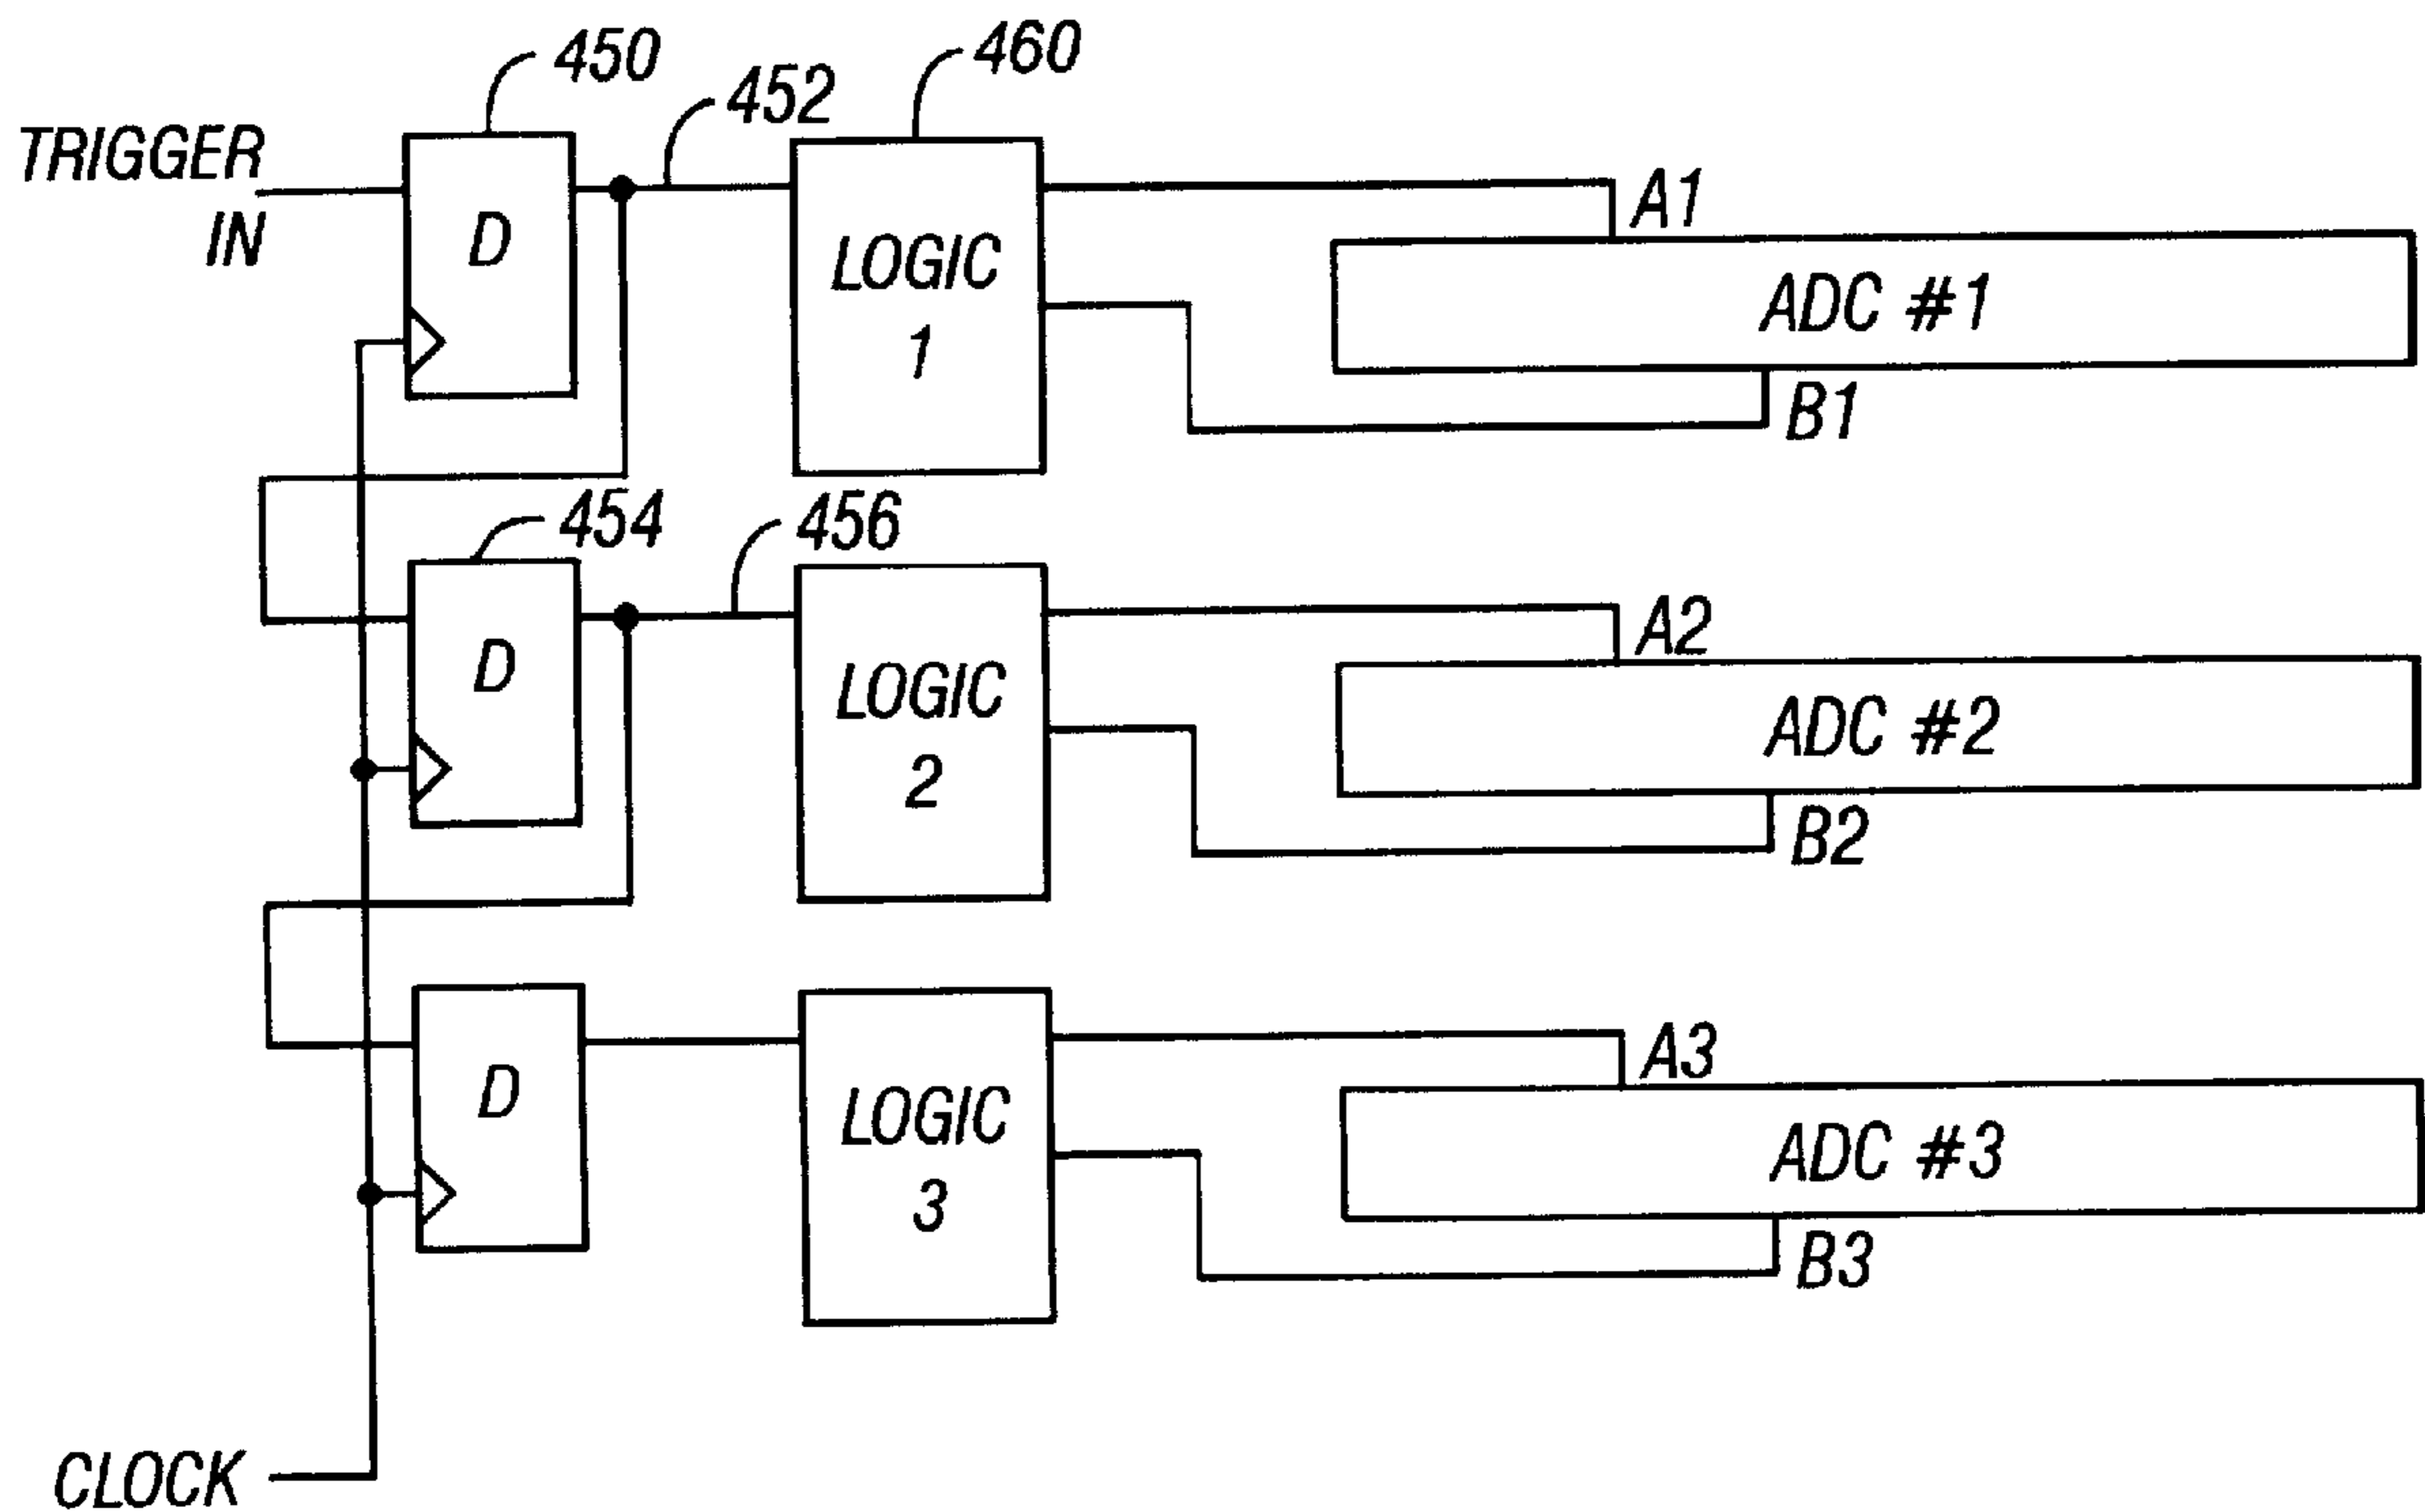 450
452
460
TRIGGER
IN
D
LOGIC
1
A1
ADC #1
B1
454
456
D
LOGIC
2
A2
ADC #2
B2
D
LOGIC
3
A3
ADC #3
B3
CLOCK